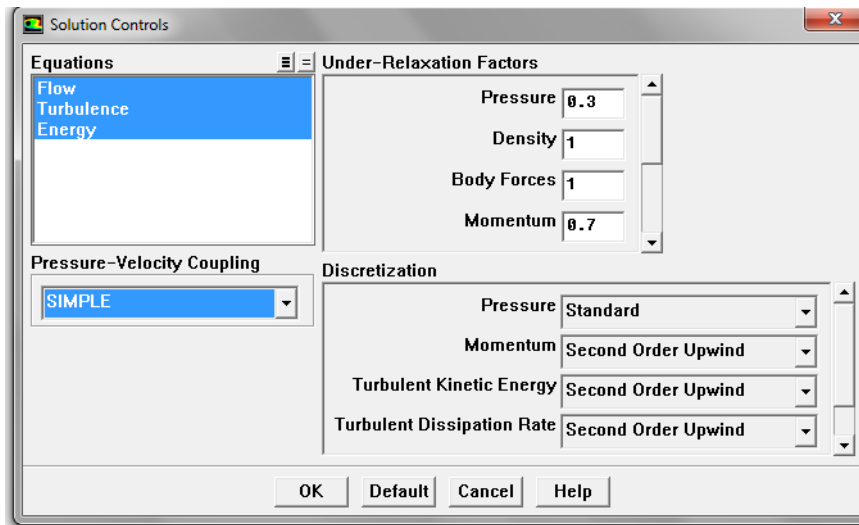 Solution Controls
Equations
Flow
Turbulence
Energy
Pressure-Velocity Coupling
SIMPLE
Under-Relaxation Factors
Pressure 0.3
Density 1
Body Forces 1
Momentum 0.7
Discretization
Pressure Standard
Momentum Second Order Upwind
Turbulent Kinetic Energy Second Order Upwind
Turbulent Dissipation Rate Second Order Upwind
OK Default Cancel Help